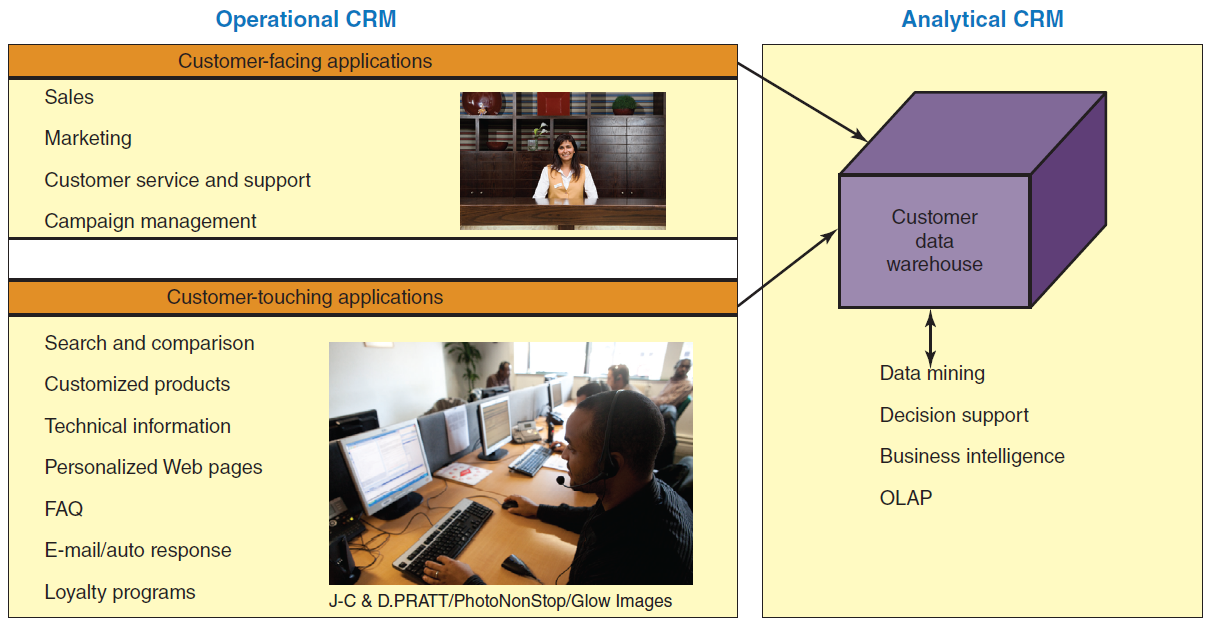 Operational CRM
Customer-facing applications
Sales
Marketing
Customer service and support
Campaign management
Customer-touching applications
Search and comparison
Customized products
Technical information
Personalized Web pages
FAQ
E-mail/auto response
Loyalty programs
J-C & D.PRATT/PhotoNonStop/Glow Images
Analytical CRM
Customer
data
warehouse
Data mining
Decision support
Business intelligence
OLAP